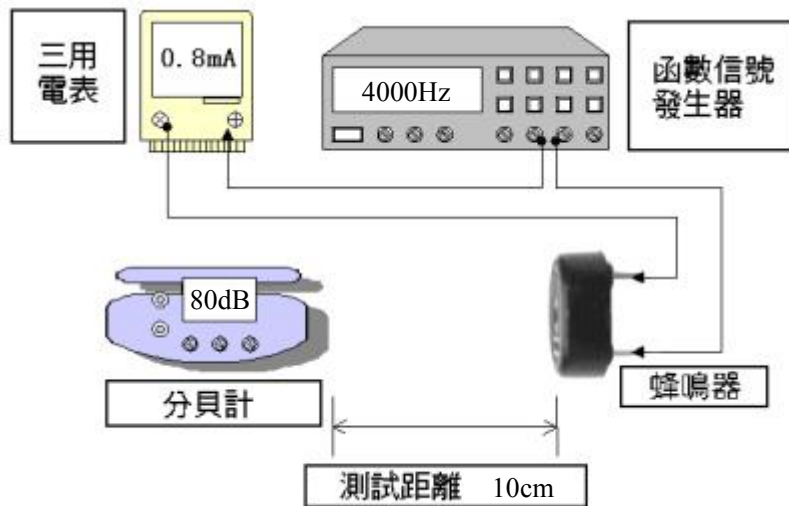 三用
電表
0.8mA
4000Hz
函數信號
發生器
80dB
分貝計
蜂鳴器
測試距離 10cm